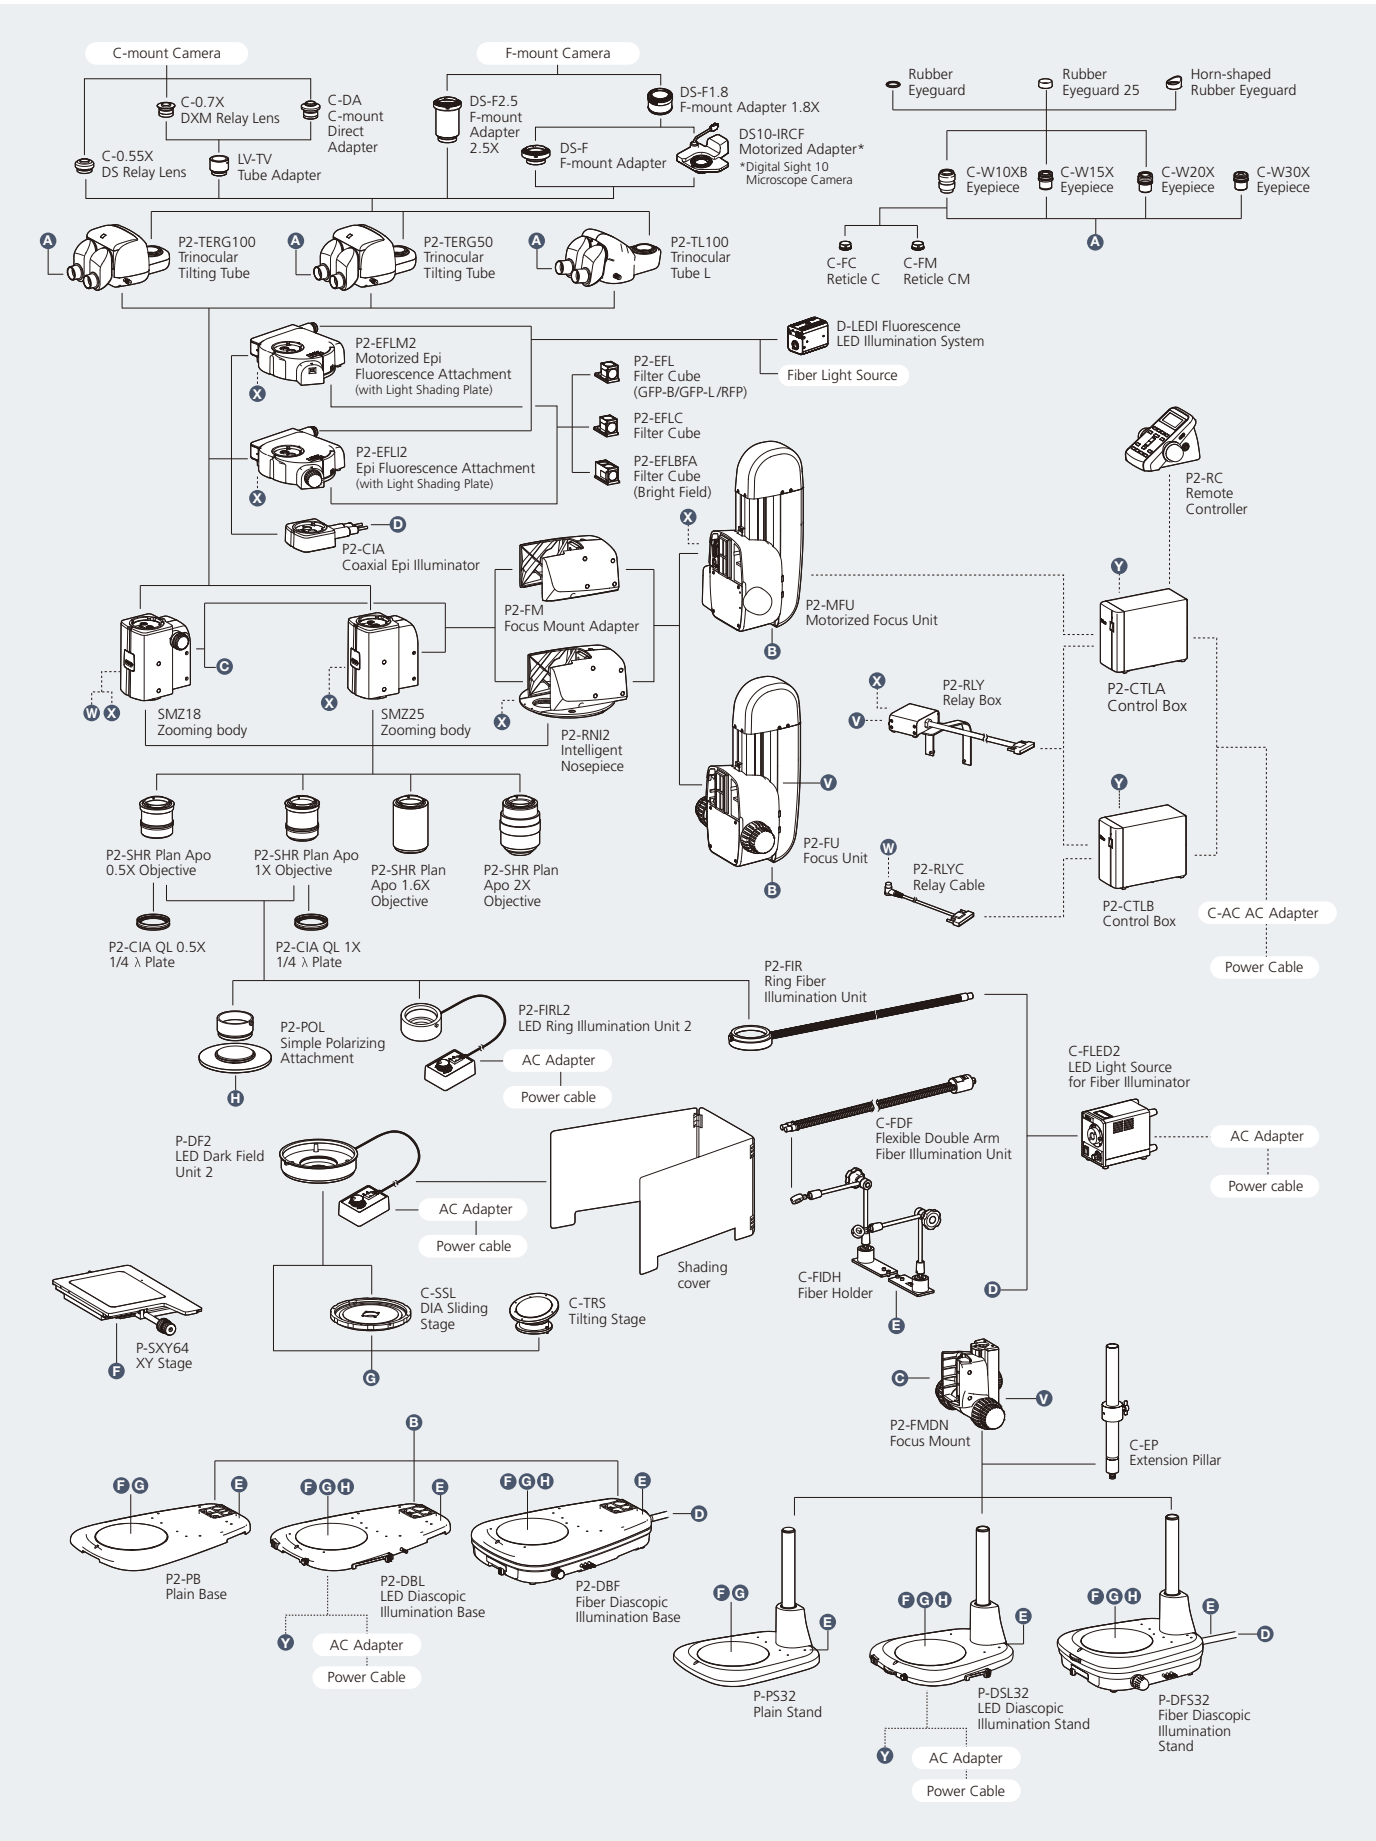 C-mount Camera
F-mount Camera
C-0.7X
DXM Relay Lens
C-DA
C-mount
Direct
Adapter
C-0.55X
DS Relay Lens
LV-TV
Tube Adapter
DS-F2.5
F-mount
Adapter
2.5X
DS-F1.8
F-mount Adapter 1.8X
DS-F
F-mount Adapter
DS10-IRCF
Motorized Adapter*
*Digital Sight 10
Microscope Camera
Rubber
Eyeguard
Rubber
Eyeguard 25
Horn-shaped
Rubber Eyeguard
C-W10XB
Eyepiece
C-W15X
Eyepiece
C-W20X
Eyepiece
C-W30X
Eyepiece
A
C-FC
Reticle C
C-FM
Reticle CM
A
P2-TERG100
Trinocular
Tilting Tube
A
P2-TERG50
Trinocular
Tilting Tube
A
P2-TL100
Trinocular
Tube L
P2-EFLM2
Motorized Epi
Fluorescence Attachment
(with Light Shading Plate)
X
D-LEDI Fluorescence
LED Illumination System
Fiber Light Source
P2-EFL
Filter Cube
(GFP-B/GFP-L/RFP)
P2-EFLC
Filter Cube
P2-EFLBFA
Filter Cube
(Bright Field)
P2-EFLI2
Epi Fluorescence Attachment
(with Light Shading Plate)
X
D
P2-CIA
Coaxial Epi Illuminator
P2-RC
Remote
Controller
X
P2-FM
Focus Mount Adapter
P2-MFU
Motorized Focus Unit
B
Y
P2-CTLA
Control Box
C
W
X
SMZ18
Zooming body
X
SMZ25
Zooming body
X
P2-RNI2
Intelligent
Nosepiece
X
V
P2-RLY
Relay Box
V
P2-FU
Focus Unit
B
Y
P2-CTLB
Control Box
W
P2-RLYC
Relay Cable
C-AC AC Adapter
Power Cable
P2-SHR Plan Apo
0.5X Objective
P2-SHR Plan Apo
1X Objective
P2-SHR Plan
Apo 1.6X
Objective
P2-SHR Plan
Apo 2X
Objective
P2-CIA QL 0.5X
1/4 λ Plate
P2-CIA QL 1X
1/4 λ Plate
P2-POL
Simple Polarizing
Attachment
H
P2-FIRL2
LED Ring Illumination Unit 2
AC Adapter
Power cable
P2-FIR
Ring Fiber
Illumination Unit
C-FLED2
LED Light Source
for Fiber Illuminator
AC Adapter
Power cable
C-FDF
Flexible Double Arm
Fiber Illumination Unit
P-DF2
LED Dark Field
Unit 2
AC Adapter
Power cable
Shading
cover
C-FIDH
Fiber Holder
E
D
P-SXY64
XY Stage
F
C-SSL
DIA Sliding
Stage
C-TRS
Tilting Stage
G
C
V
P2-FMDN
Focus Mount
C-EP
Extension Pillar
B
F G
E
P2-PB
Plain Base
F G H
E
P2-DBL
LED Diascopic
Illumination Base
Y
AC Adapter
Power Cable
F G H
E
D
P2-DBF
Fiber Diascopic
Illumination Base
F G
E
P-PS32
Plain Stand
F G H
E
P-DSL32
LED Diascopic
Illumination Stand
Y
AC Adapter
Power Cable
F G H
E
D
P-DFS32
Fiber Diascopic
Illumination
Stand